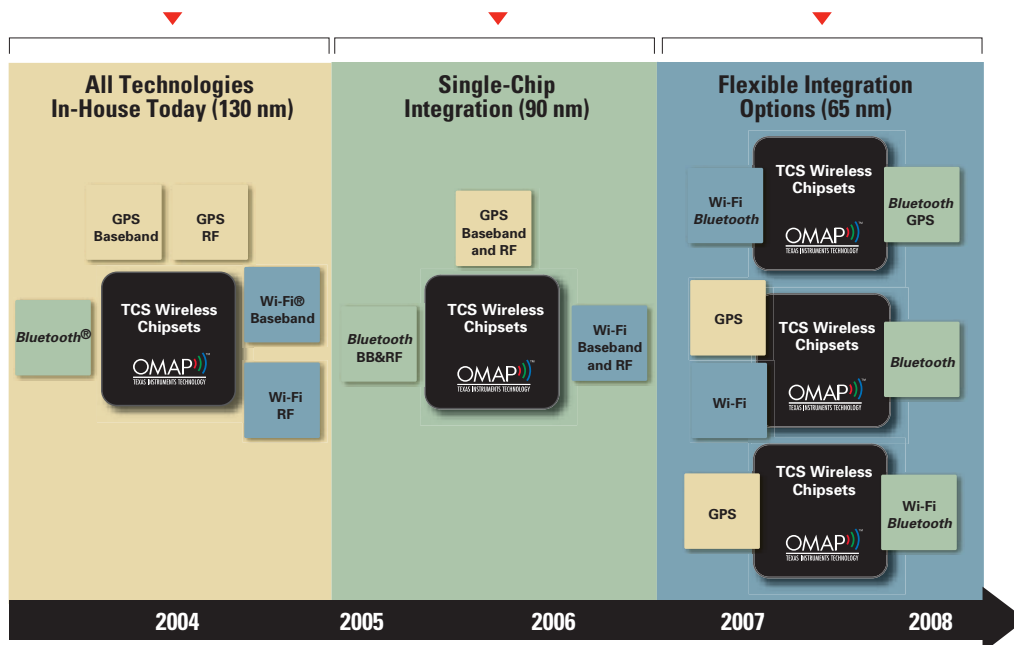 All Technologies
In-House Today (130 nm)
GPS
Baseband
GPS
RF
Bluetooth®
TCS Wireless
Chipsets
OMAP™
TEXAS INSTRUMENTS TECHNOLOGY
Wi-Fi®
Baseband
Wi-Fi
RF
Single-Chip
Integration (90 nm)
GPS
Baseband
and RF
Bluetooth
BB&RF
TCS Wireless
Chipsets
OMAP™
TEXAS INSTRUMENTS TECHNOLOGY
Wi-Fi
Baseband
and RF
Flexible Integration
Options (65 nm)
Wi-Fi
Bluetooth
TCS Wireless
Chipsets
OMAP
TEXAS INSTRUMENTS TECHNOLOGY
Bluetooth
GPS
GPS
Wi-Fi
TCS Wireless
Chipsets
OMAP
TEXAS INSTRUMENTS TECHNOLOGY
Bluetooth
GPS
TCS Wireless
Chipsets
OMAP
TEXAS INSTRUMENTS TECHNOLOGY
Wi-Fi
Bluetooth
2004
2005
2006
2007
2008